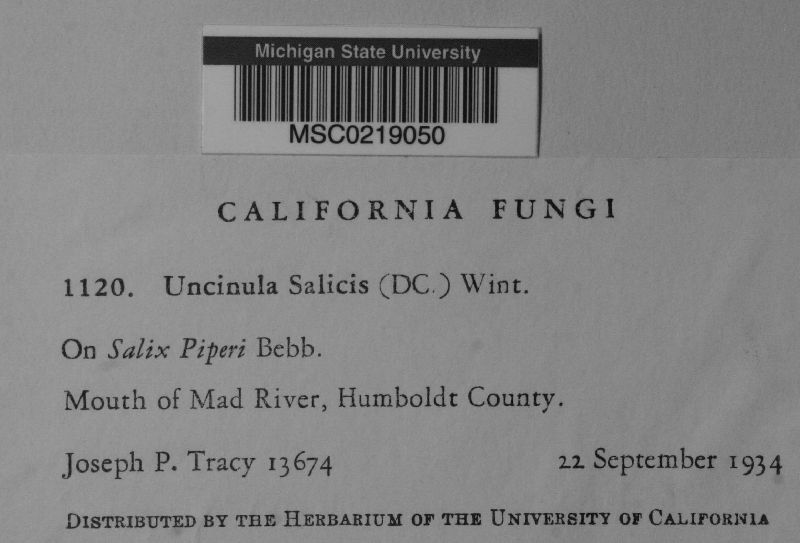 Michigan State University
MSC0219050
CALIFORNIA FUNGI
1120. Uncinula Salicis (DC.) Wint.
On Salix Piperi Bebb.
Mouth of Mad River, Humboldt County.
Joseph P. Tracy 13674 22 September 1934
DISTRIBUTED BY THE HERBARIUM OF THE UNIVERSITY OF CALIFORNIA